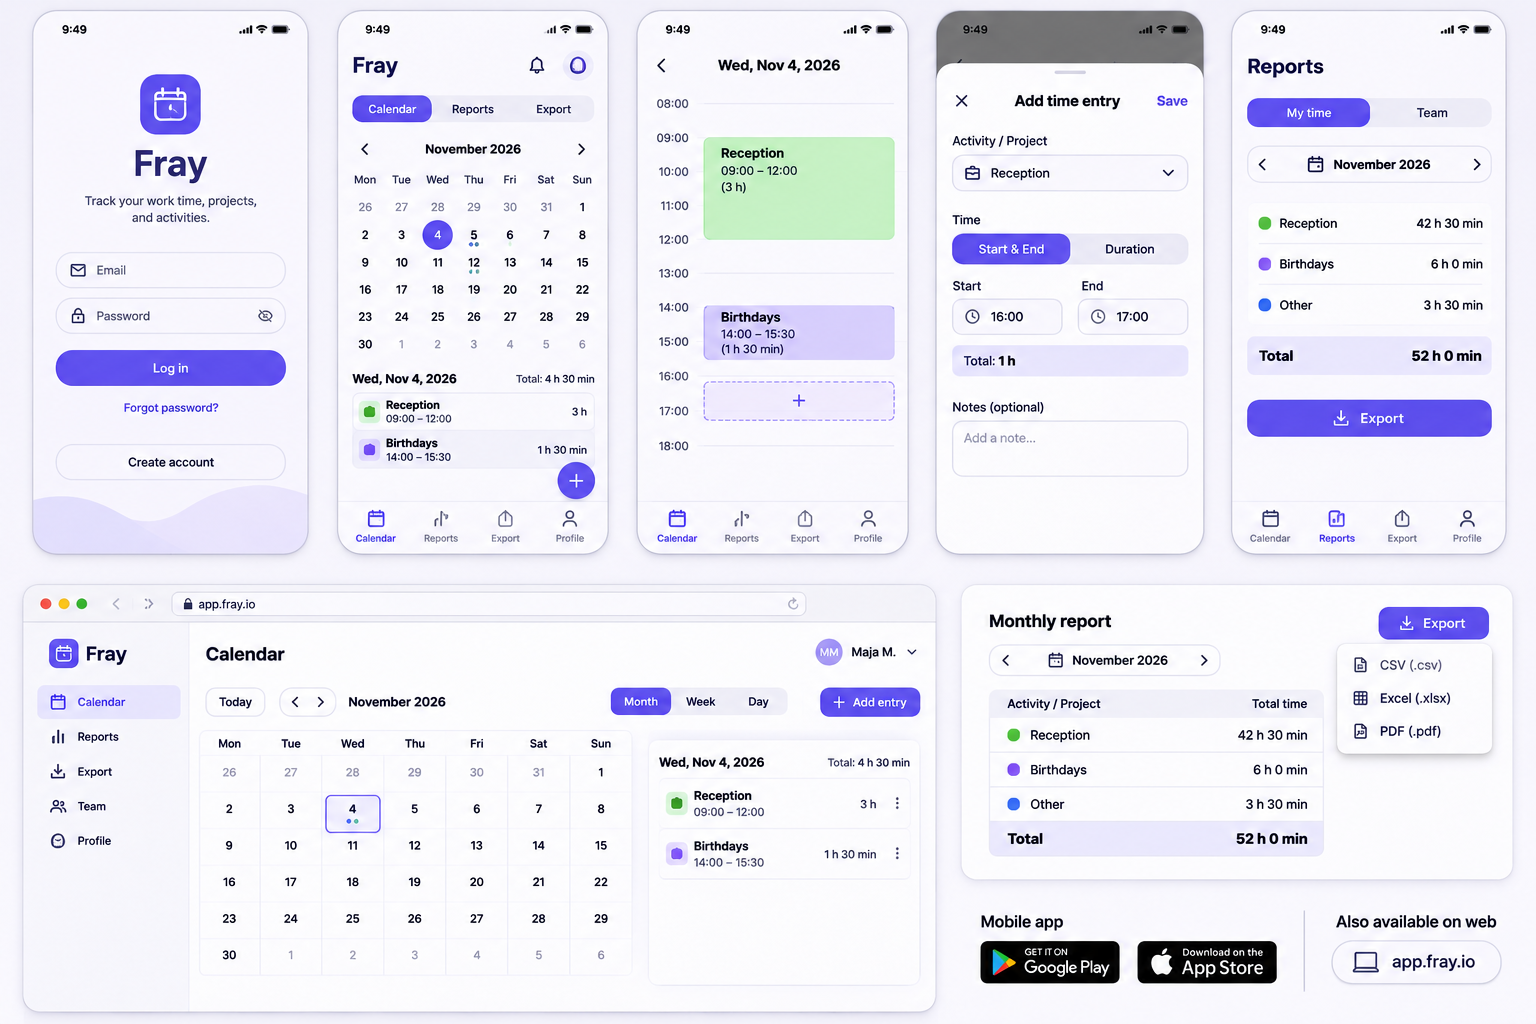 9:49
Fray
Track your work time, projects,
and activities.
Email
Password
Log in
Forgot password?
Create account
9:49
Fray
Calendar Reports Export
November 2026
Mon Tue Wed Thu Fri Sat Sun
26 27 28 29 30 31 1
2 3 4 5 6 7 8
9 10 11 12 13 14 15
16 17 18 19 20 21 22
23 24 25 26 27 28 29
30 1 2 3 4 5 6
Wed, Nov 4, 2026 Total: 4 h 30 min
Reception
09:00 – 12:00
3 h
Birthdays
14:00 – 15:30
1 h 30 min
+
Calendar Reports Export Profile
9:49
Wed, Nov 4, 2026
08:00
09:00
Reception
09:00 – 12:00
(3 h)
10:00
11:00
12:00
13:00
14:00
Birthdays
14:00 – 15:30
(1 h 30 min)
15:00
16:00
+
17:00
18:00
Calendar Reports Export Profile
9:49
Add time entry Save
Activity / Project
Reception
Time
Start & End Duration
Start End
16:00 17:00
Total: 1 h
Notes (optional)
Add a note...
9:49
Reports
My time Team
November 2026
Reception 42 h 30 min
Birthdays 6 h 0 min
Other 3 h 30 min
Total 52 h 0 min
Export
Calendar Reports Export Profile
app.fray.io
Fray
Calendar
Reports
Export
Team
Profile
Calendar
MM Maja M.
Today November 2026
Month Week Day
+ Add entry
Mon Tue Wed Thu Fri Sat Sun
26 27 28 29 30 31 1
2 3 4 5 6 7 8
9 10 11 12 13 14 15
16 17 18 19 20 21 22
23 24 25 26 27 28 29
30 1 2 3 4 5 6
Wed, Nov 4, 2026 Total: 4 h 30 min
Reception
09:00 – 12:00
3 h
Birthdays
14:00 – 15:30
1 h 30 min
Monthly report
Export
November 2026
CSV (.csv)
Excel (.xlsx)
PDF (.pdf)
Activity / Project Total time
Reception 42 h 30 min
Birthdays 6 h 0 min
Other 3 h 30 min
Total 52 h 0 min
Mobile app
GET IT ON
Google Play
Download on the
App Store
Also available on web
app.fray.io